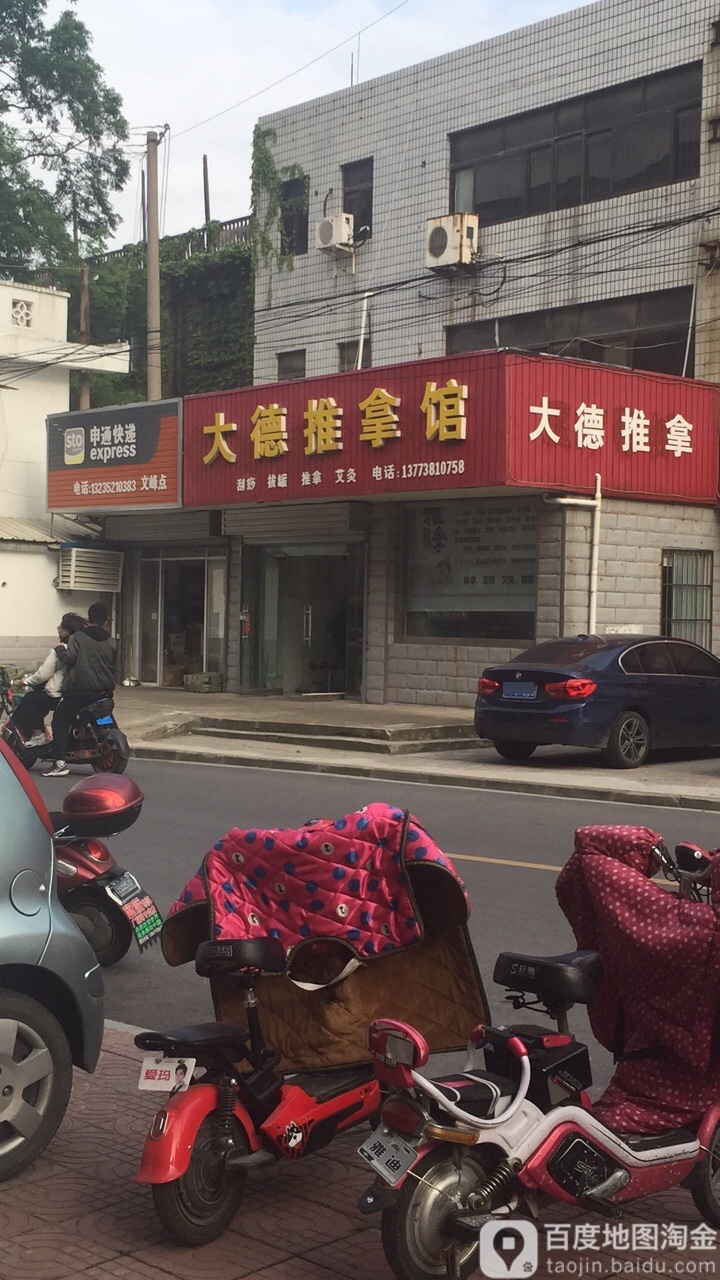 sto
申通快递
express
电话:13235210383 文峰点
大德推拿馆
刮痧 拔罐 推拿 艾灸 电话:13773810758
大德推拿
爱玛
雅迪
百度地图淘金
taojin.baidu.com